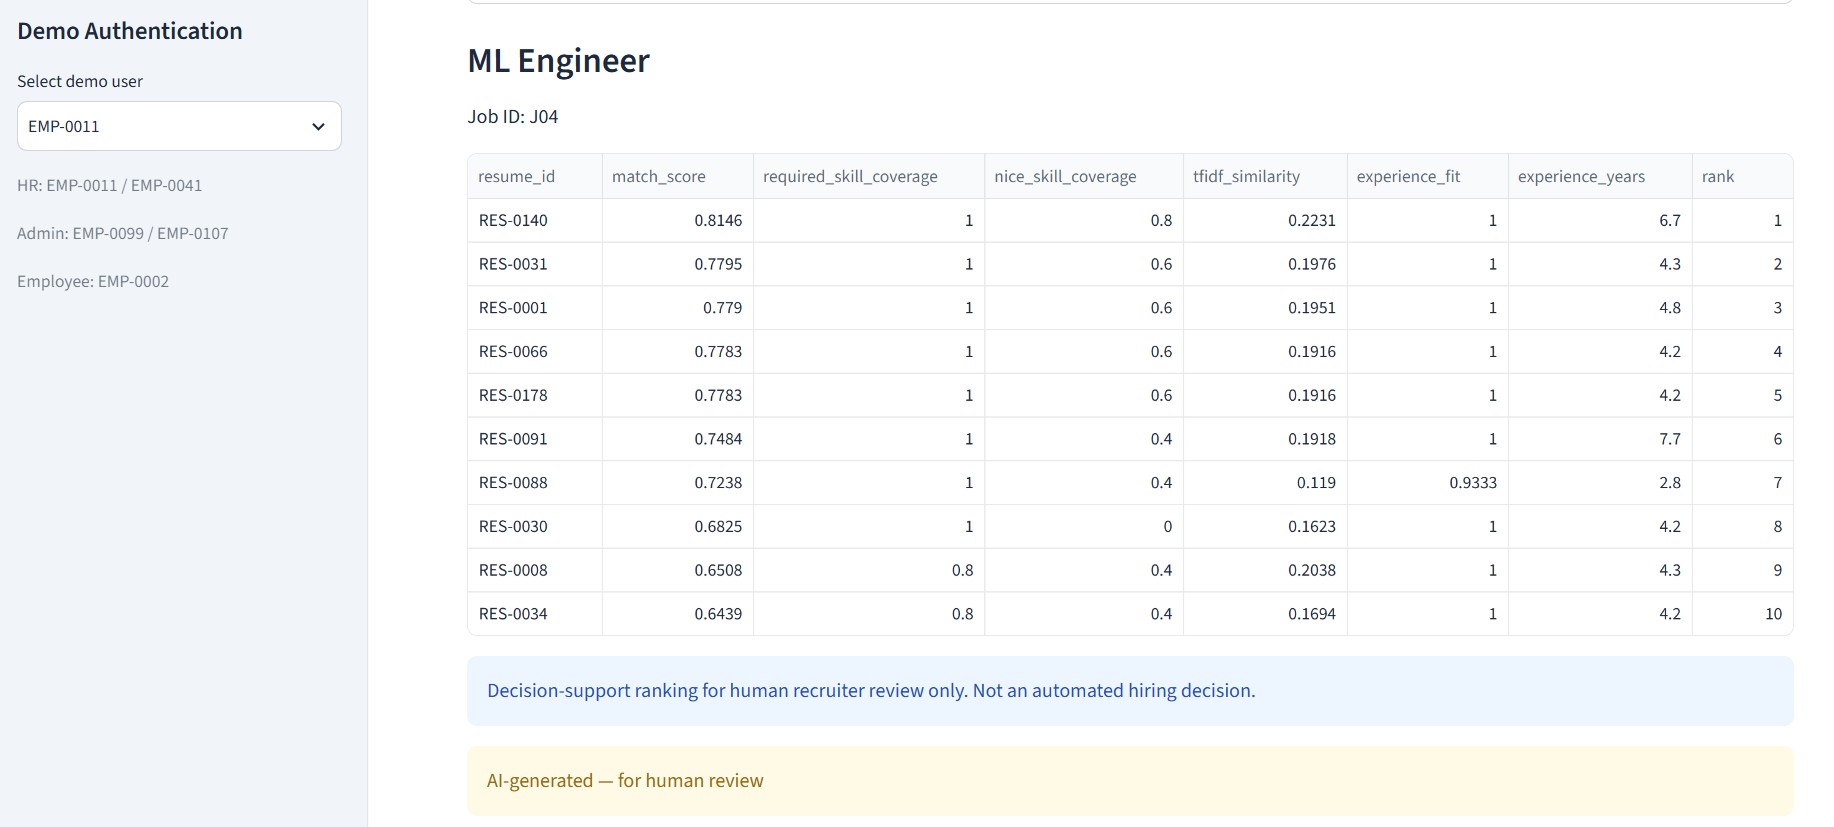 Demo Authentication
Select demo user
EMP-0011
HR: EMP-0011 / EMP-0041
Admin: EMP-0099 / EMP-0107
Employee: EMP-0002
ML Engineer
Job ID: J04
resume_id match_score required_skill_coverage nice_skill_coverage tfidf_similarity experience_fit experience_years rank
RES-0140 0.8146 1 0.8 0.2231 1 6.7 1
RES-0031 0.7795 1 0.6 0.1976 1 4.3 2
RES-0001 0.779 1 0.6 0.1951 1 4.8 3
RES-0066 0.7783 1 0.6 0.1916 1 4.2 4
RES-0178 0.7783 1 0.6 0.1916 1 4.2 5
RES-0091 0.7484 1 0.4 0.1918 1 7.7 6
RES-0088 0.7238 1 0.4 0.119 0.9333 2.8 7
RES-0030 0.6825 1 0 0.1623 1 4.2 8
RES-0008 0.6508 0.8 0.4 0.2038 1 4.3 9
RES-0034 0.6439 0.8 0.4 0.1694 1 4.2 10
Decision-support ranking for human recruiter review only. Not an automated hiring decision.
AI-generated — for human review